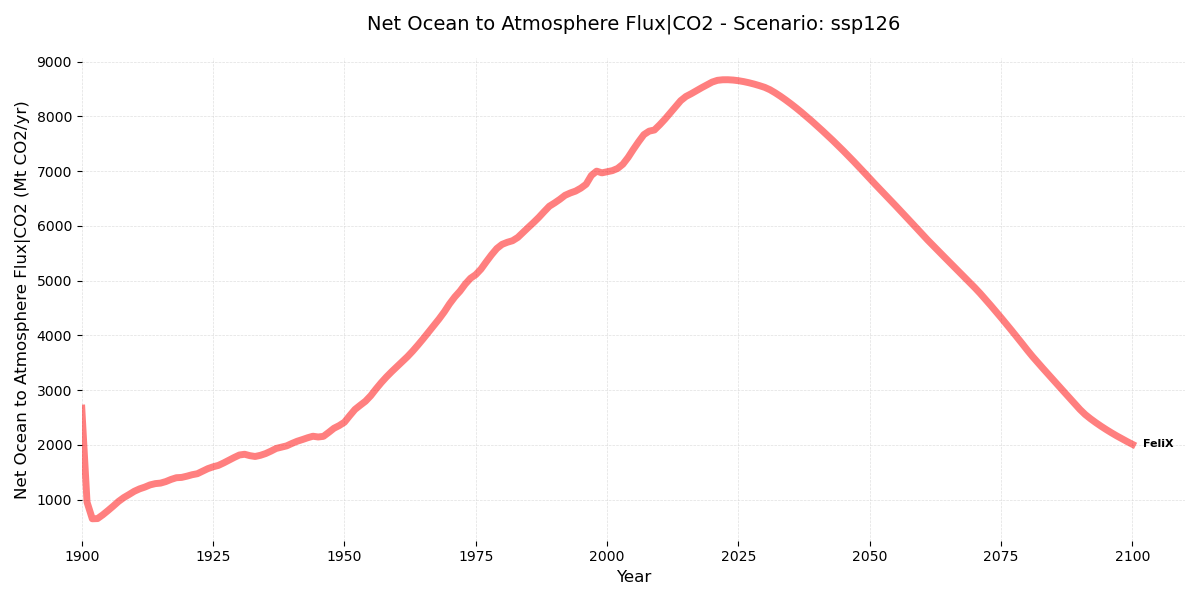 Net Ocean to Atmosphere Flux|CO2 - Scenario: ssp126
Net Ocean to Atmosphere Flux|CO2 (Mt CO2/yr)
9000
8000
7000
6000
5000
4000
3000
2000
1000
FeliX
1900 1925 1950 1975 2000 2025 2050 2075 2100
Year